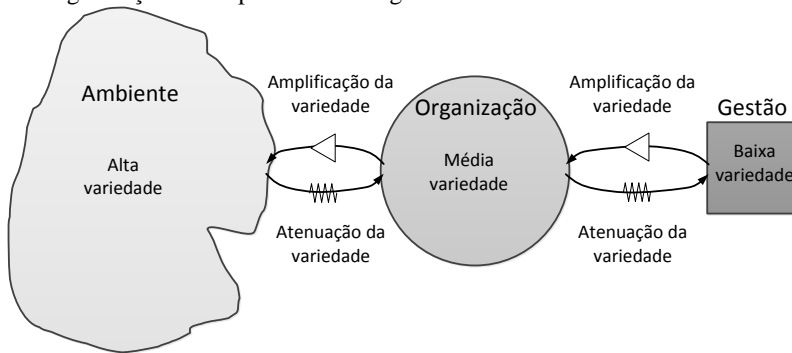 Ambiente
Alta
variedade
Amplificação da
variedade
Atenuação da
variedade
Organização
Média
variedade
Amplificação da
variedade
Atenuação da
variedade
Gestão
Baixa
variedade